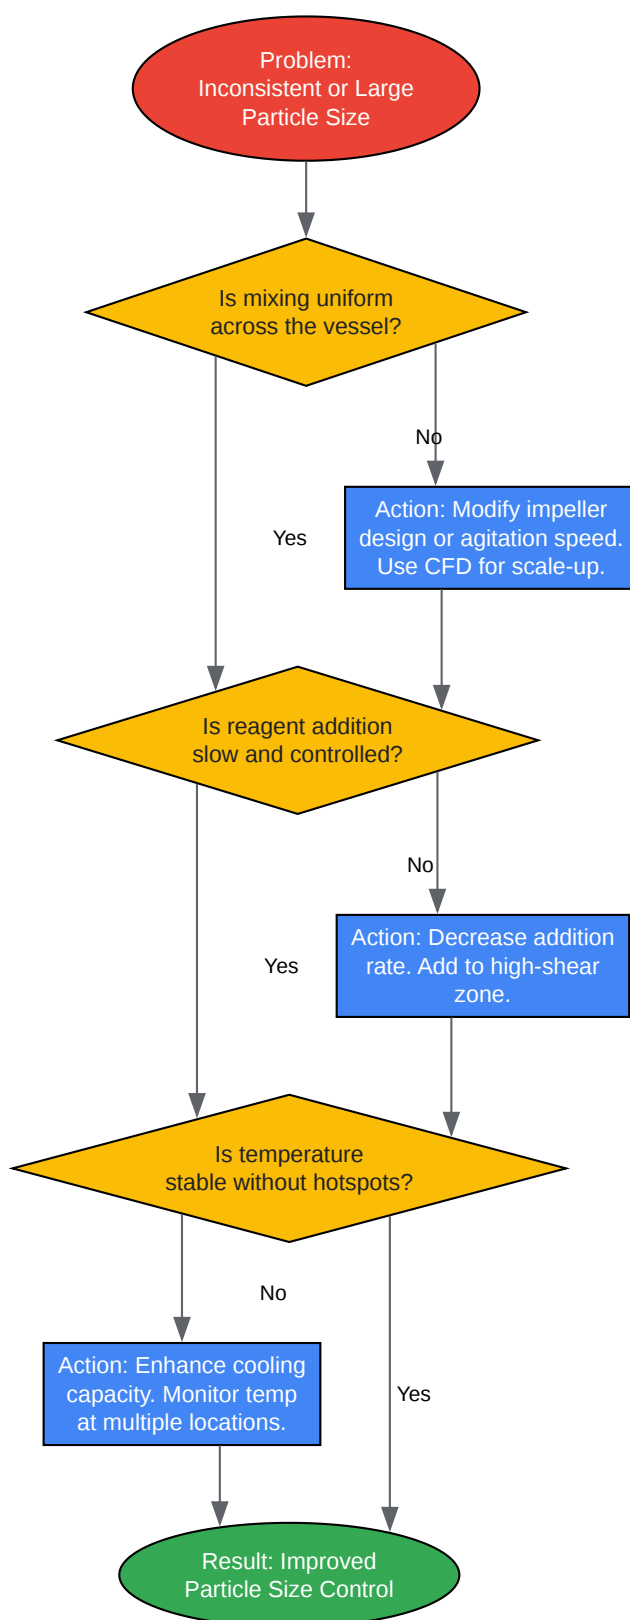 Problem:
Inconsistent or Large
Particle Size
Is mixing uniform
across the vessel?
No
Action: Modify impeller
design or agitation speed.
Use CFD for scale-up.
Yes
Is reagent addition
slow and controlled?
No
Action: Decrease addition
rate. Add to high-shear
zone.
Yes
Is temperature
stable without hotspots?
No
Action: Enhance cooling
capacity. Monitor temp
at multiple locations.
Yes
Result: Improved
Particle Size Control